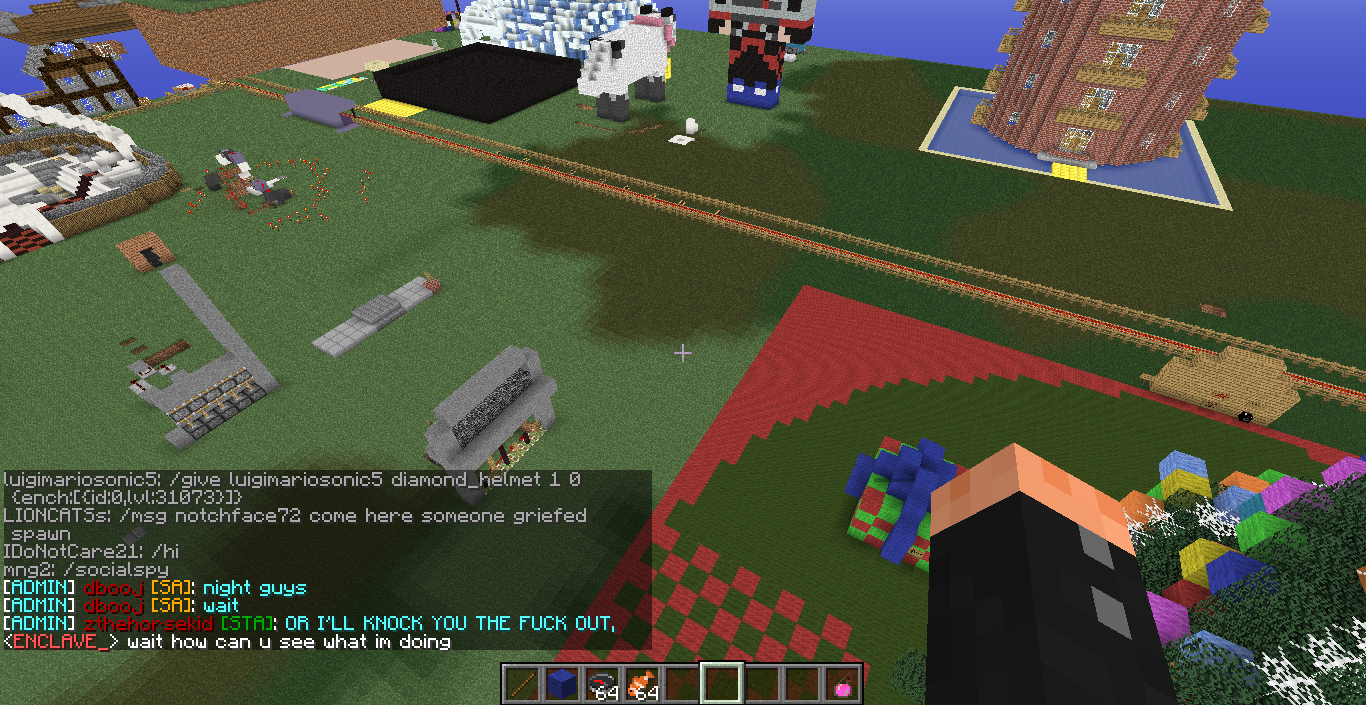 luigimariosonic5: /give luigimariosonic5 diamond_helmet 1 0
{ench:[{id:0,lvl:31073}]}
LIONCATSs: /msg notchface72 come here someone griefed
spawn
IDoNotCare21: /hi
mng2: /socialspy
[ADMIN] dbooj [SA]: night guys
[ADMIN] dbooj [SA]: wait
[ADMIN] zthehorsekid [STA]: OR I'LL KNOCK YOU THE FUCK OUT,
<ENCLAVE_> wait how can u see what im doing
64 64